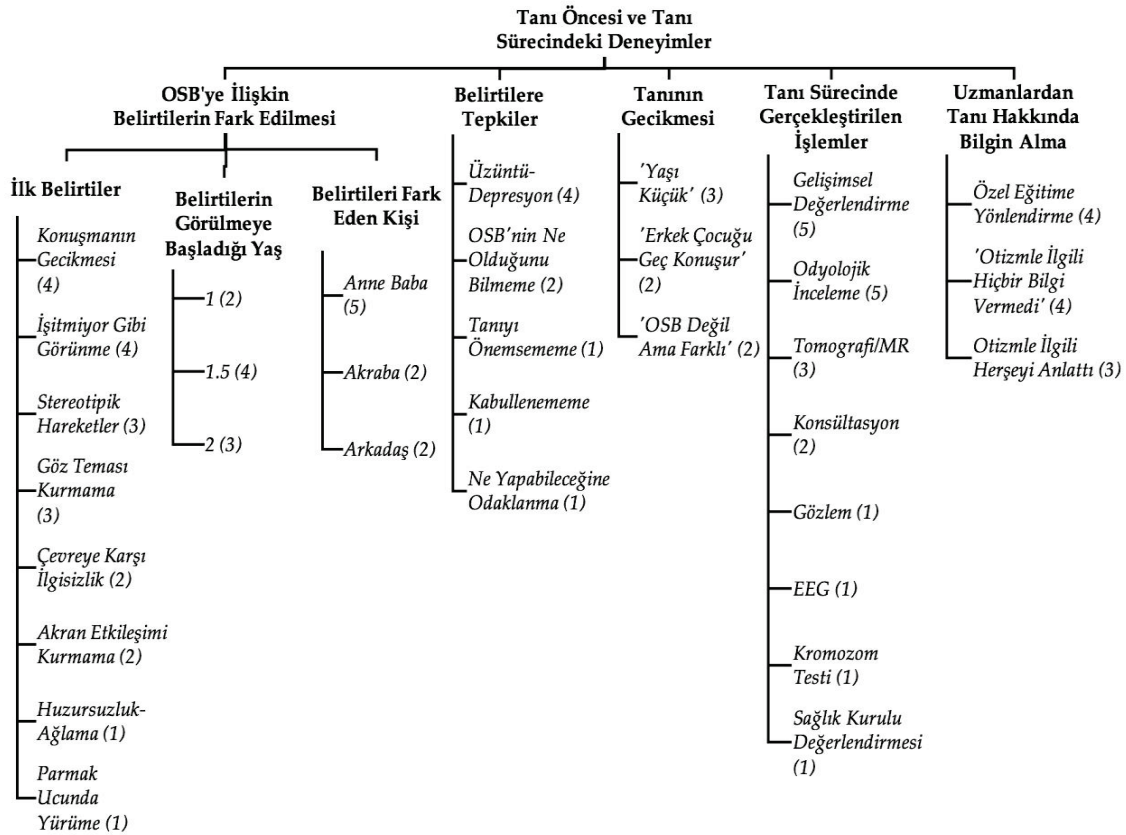 Tanı Öncesi ve Tanı
Sürecindeki Deneyimler
OSB'ye İlişkin
Belirtilerin Fark Edilmesi
İlk Belirtiler
Konuşmanın
Gecikmesi
(4)
İşitmiyor Gibi
Görünme (4)
Stereotipik
Hareketler (3)
Göz Teması
Kurmama
(3)
Çevreye Karşı
İlgisizlik (2)
Akran Etkileşimi
Kurmama (2)
Huzursuzluk-
Ağlama (1)
Parmak
Ucunda
Yürüme (1)
Belirtilerin
Görülmeye
Başladığı Yaş
1 (2)
1.5 (4)
2 (3)
Belirtileri Fark
Eden Kişi
Anne Baba
(5)
Akraba (2)
Arkadaş (2)
Belirtilere
Tepkiler
Üzüntü-
Depresyon (4)
OSB'nin Ne
Olduğunu
Bilmeme (2)
Tanıyı
Önemsememe (1)
Kabullenememe
(1)
Ne Yapabileceğine
Odaklanma (1)
Tanının
Gecikmesi
'Yaşı
Küçük' (3)
'Erkek Çocuğu
Geç Konuşur'
(2)
'OSB Değil
Ama Farklı' (2)
Tanı Sürecinde
Gerçekleştirilen
İşlemler
Gelişimsel
Değerlendirme
(5)
Odyolojik
İnceleme (5)
Tomografi/MR
(3)
Konsültasyon
(2)
Gözlem (1)
EEG (1)
Kromozom
Testi (1)
Sağlık Kurulu
Değerlendirmesi
(1)
Uzmanlardan
Tanı Hakkında
Bilgin Alma
Özel Eğitime
Yönlendirme (4)
'Otizmle İlgili
Hiçbir Bilgi
Vermedi' (4)
Otizmle İlgili
Herşeyi Anlattı (3)